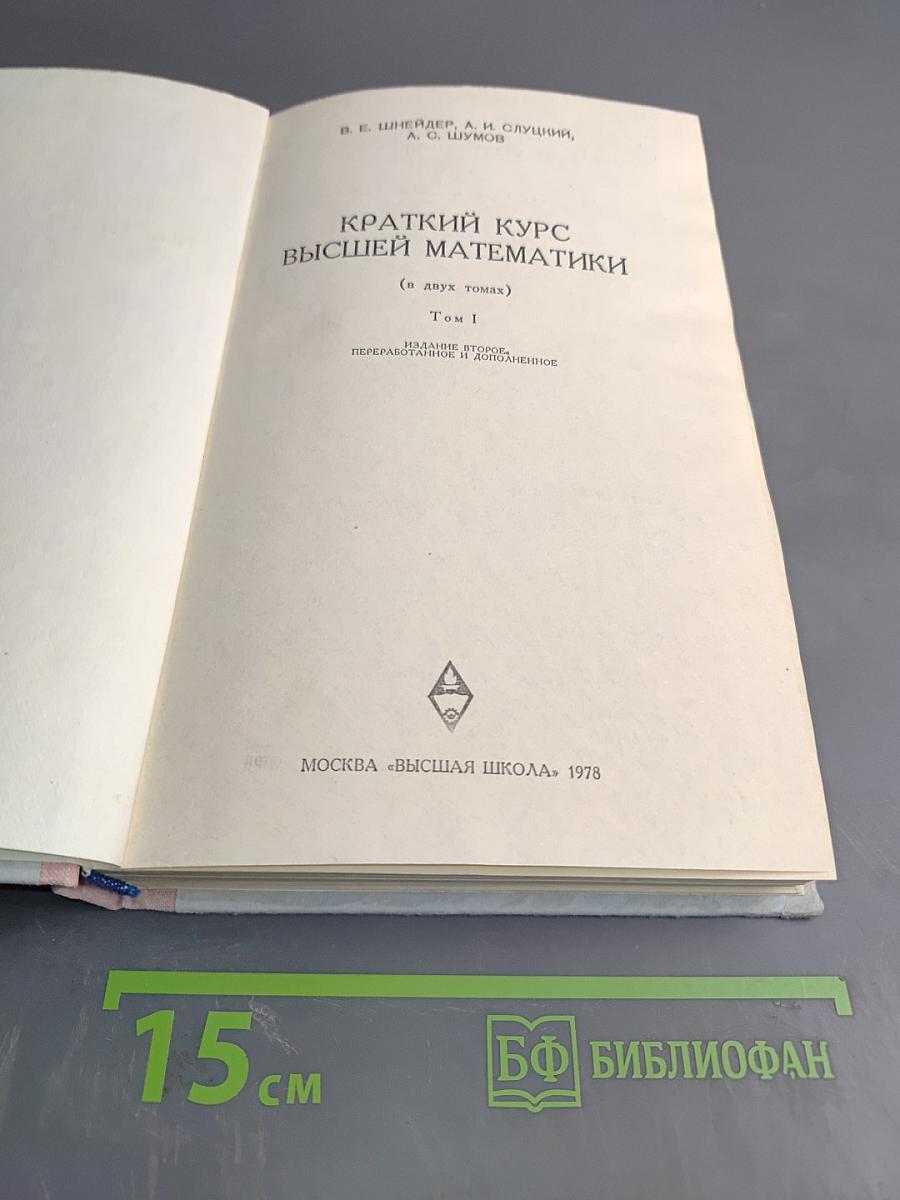 В. Е. ШНЕЙДЕР, А. И. СЛУЦКИЙ,
А. С. ШУМОВ
КРАТКИЙ КУРС
ВЫСШЕЙ МАТЕМАТИКИ
(в двух томах)
Том I
ИЗДАНИЕ ВТОРОЕ,
ПЕРЕРАБОТАННОЕ И ДОПОЛНЕННОЕ
МОСКВА «ВЫСШАЯ ШКОЛА» 1978
15 см
БФ БИБЛИОФАН